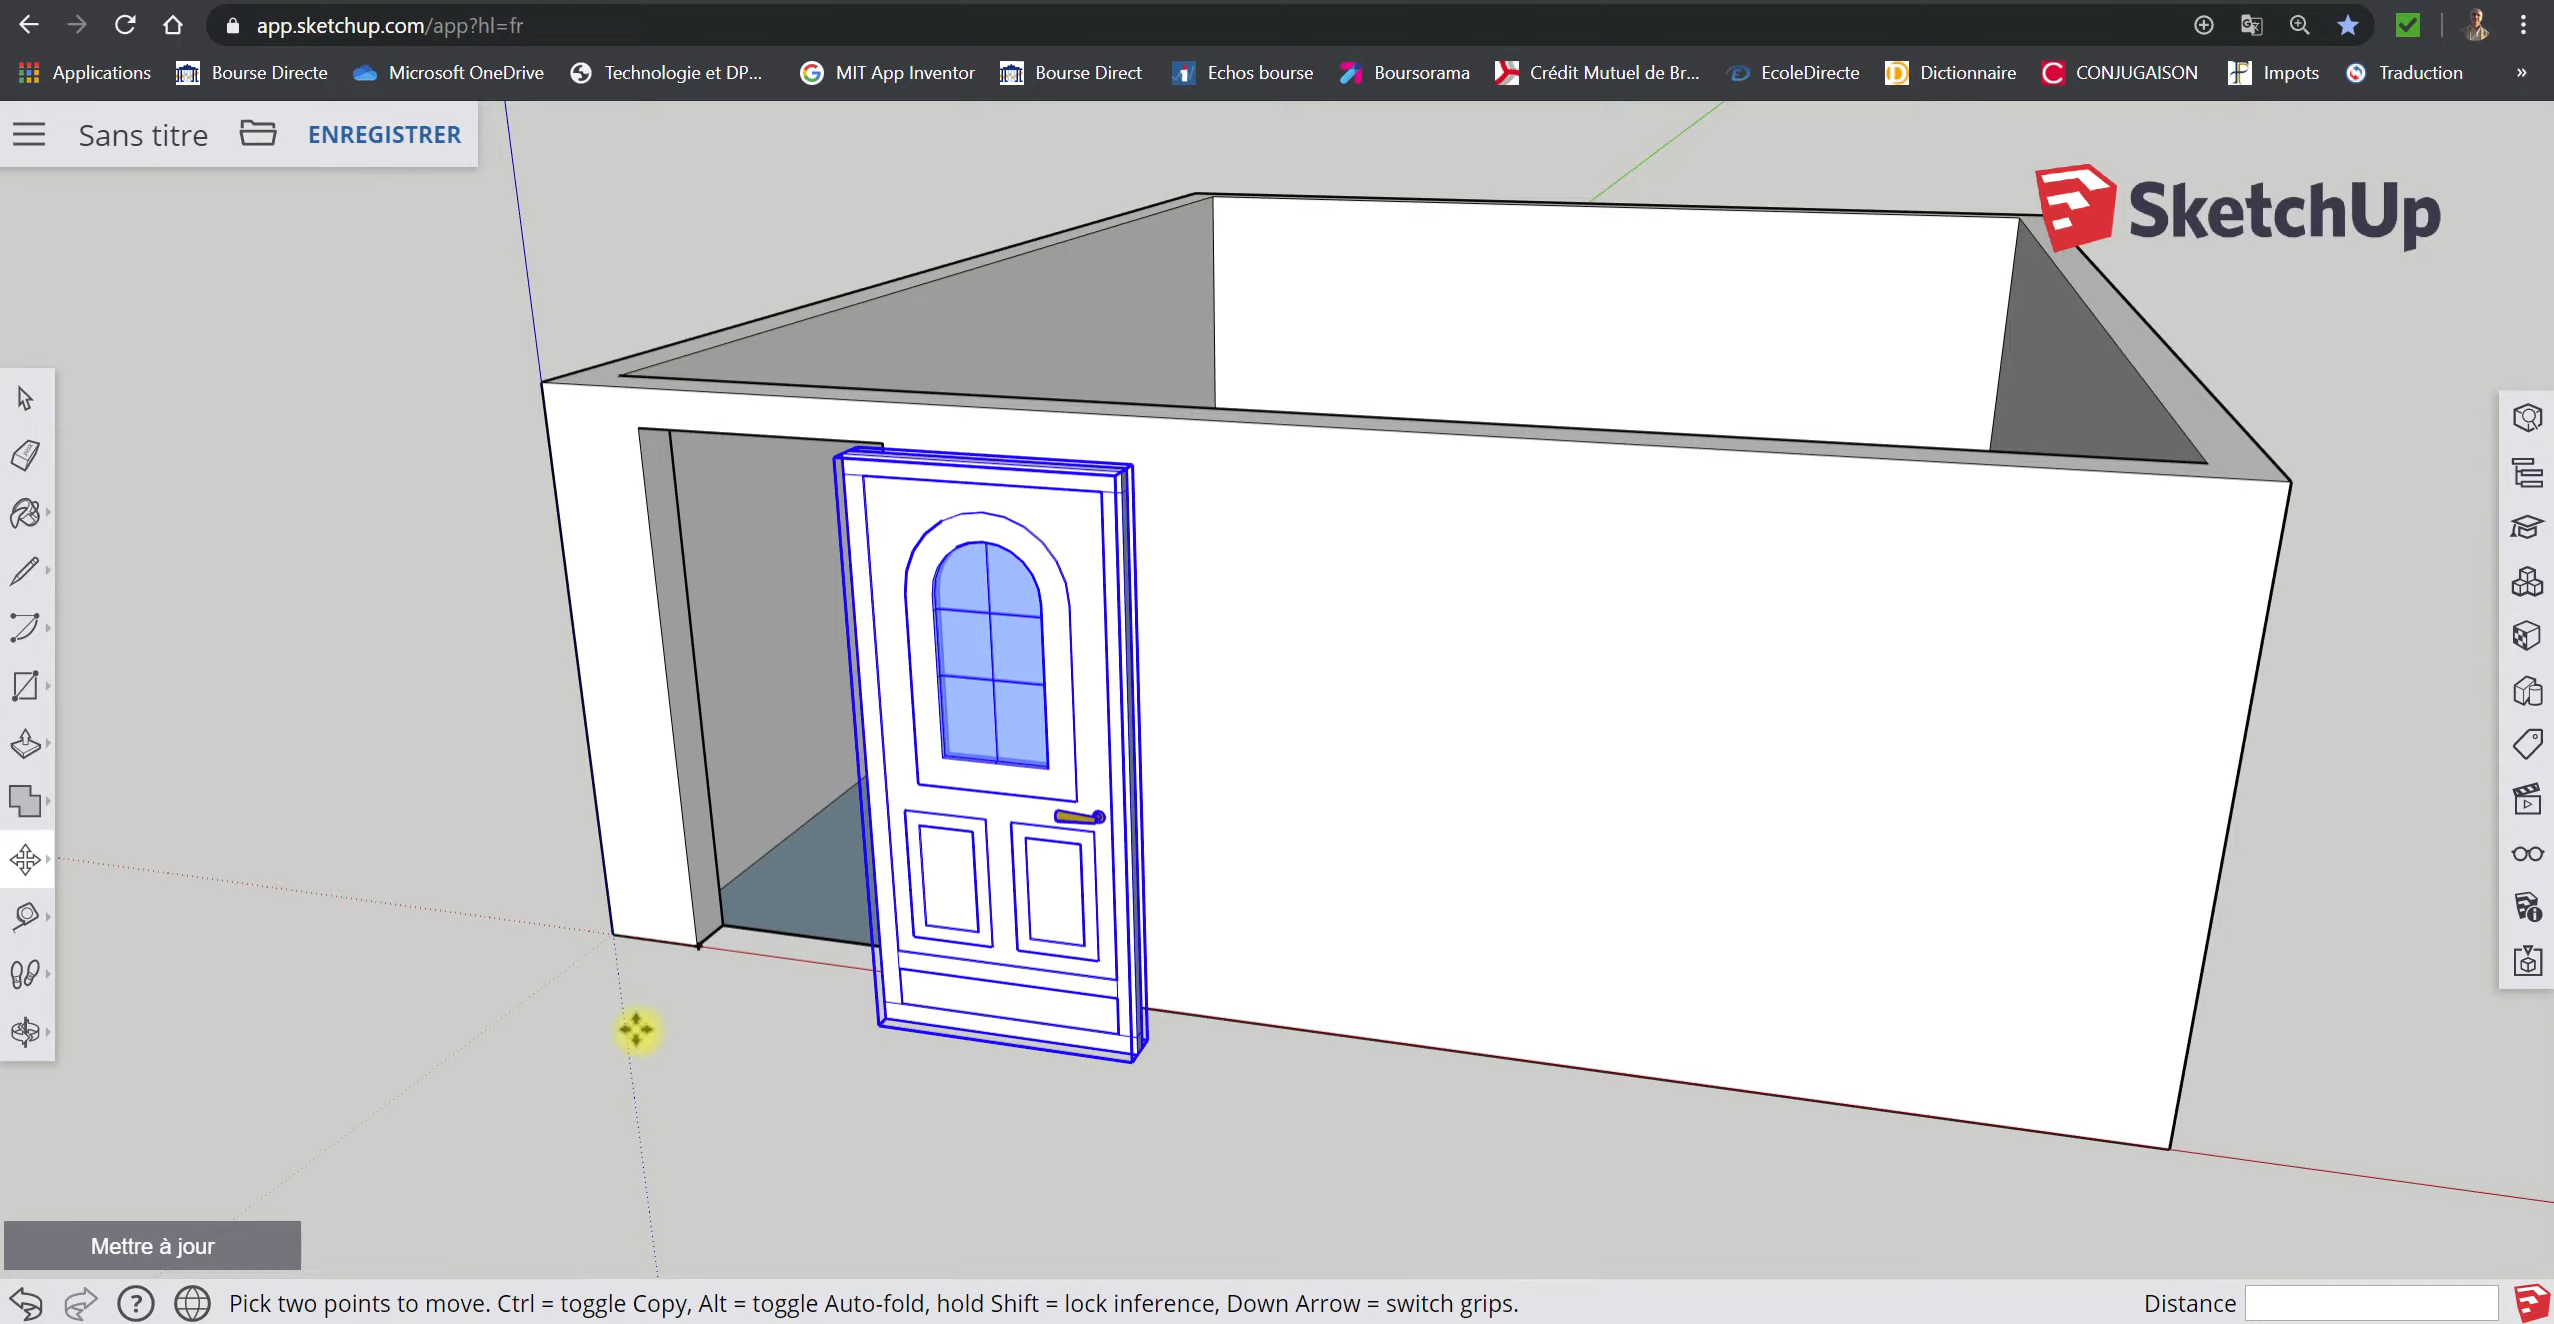 app.sketchup.com/app?hl=fr
Applications Bourse Directe Microsoft OneDrive Technologie et DP... MIT App Inventor Bourse Direct Echos bourse Boursorama Crédit Mutuel de Br... EcoleDirecte Dictionnaire CONJUGAISON Impots Traduction »
Sans titre ENREGISTRER
SketchUp
Mettre à jour
Pick two points to move. Ctrl = toggle Copy, Alt = toggle Auto-fold, hold Shift = lock inference, Down Arrow = switch grips. Distance